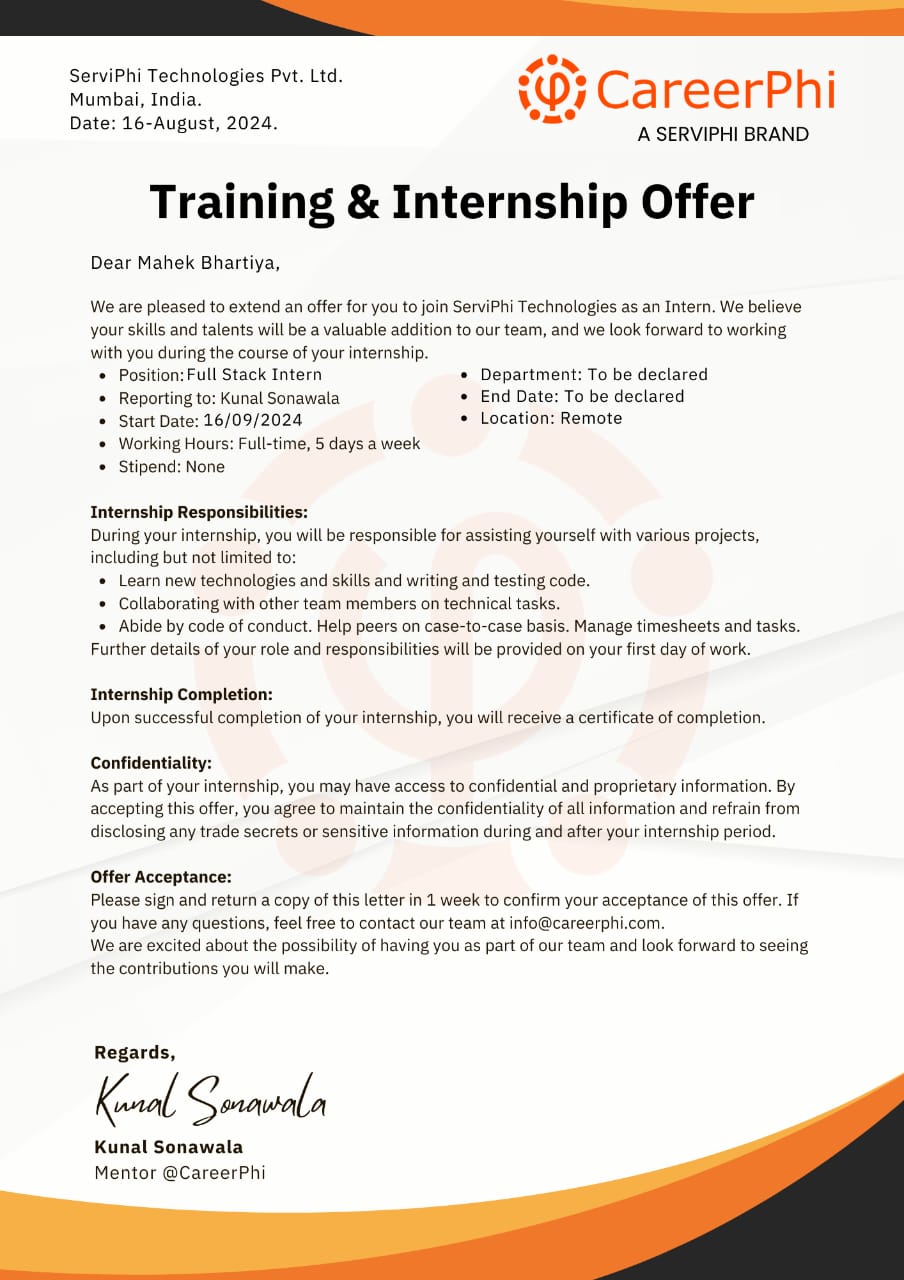 ServiPhi Technologies Pvt. Ltd.
Mumbai, India.
Date: 16-August, 2024.
CareerPhi
A SERVIPHI BRAND
Training & Internship Offer
Dear Mahek Bhartiya,
We are pleased to extend an offer for you to join ServiPhi Technologies as an Intern. We believe
your skills and talents will be a valuable addition to our team, and we look forward to working
with you during the course of your internship.
• Position: Full Stack Intern
• Reporting to: Kunal Sonawala
• Start Date: 16/09/2024
• Working Hours: Full-time, 5 days a week
• Stipend: None
• Department: To be declared
• End Date: To be declared
• Location: Remote
Internship Responsibilities:
During your internship, you will be responsible for assisting yourself with various projects,
including but not limited to:
• Learn new technologies and skills and writing and testing code.
• Collaborating with other team members on technical tasks.
• Abide by code of conduct. Help peers on case-to-case basis. Manage timesheets and tasks.
Further details of your role and responsibilities will be provided on your first day of work.
Internship Completion:
Upon successful completion of your internship, you will receive a certificate of completion.
Confidentiality:
As part of your internship, you may have access to confidential and proprietary information. By
accepting this offer, you agree to maintain the confidentiality of all information and refrain from
disclosing any trade secrets or sensitive information during and after your internship period.
Offer Acceptance:
Please sign and return a copy of this letter in 1 week to confirm your acceptance of this offer. If
you have any questions, feel free to contact our team at info@careerphi.com.
We are excited about the possibility of having you as part of our team and look forward to seeing
the contributions you will make.
Regards,
Kunal Sonawala
Kunal Sonawala
Mentor @CareerPhi